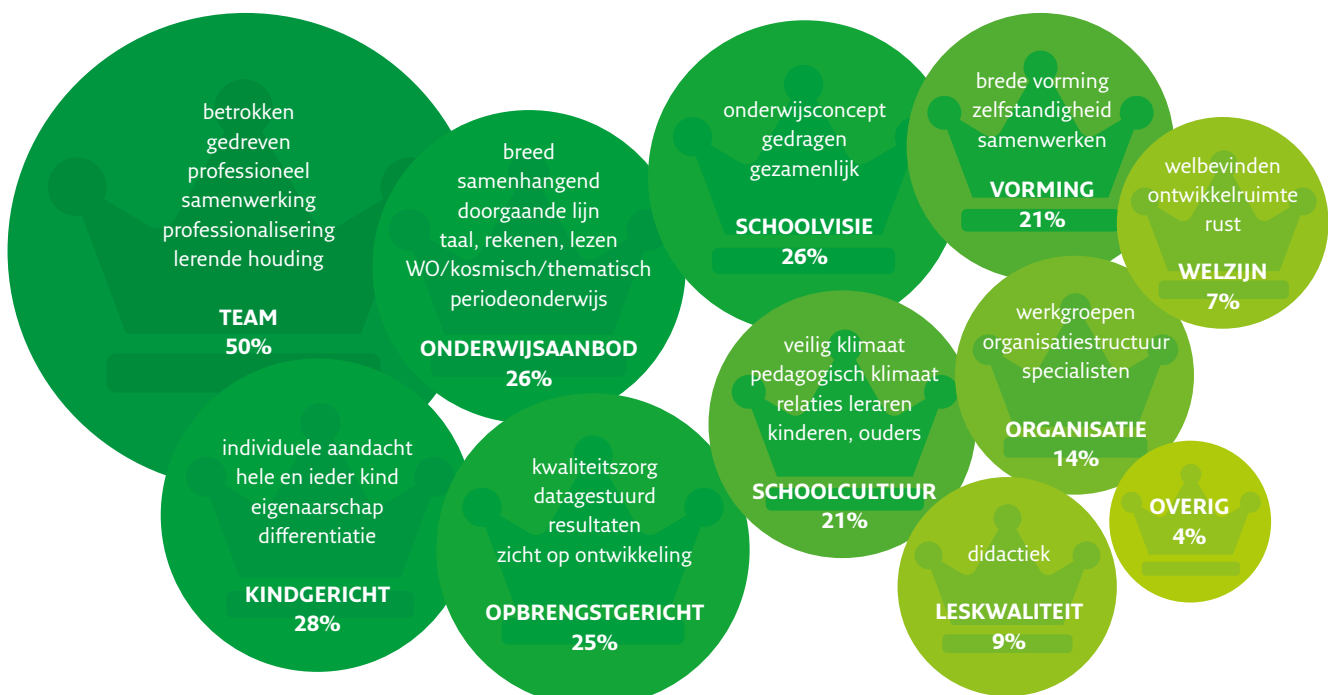 betrokken
gedreven
professioneel
samenwerking
professionalisering
lerende houding
TEAM
50%
breed
samenhangend
doorgaande lijn
taal, rekenen, lezen
WO/kosmisch/thematisch
periodeonderwijs
ONDERWIJSAANBOD
26%
onderwijsconcept
gedragen
gezamenlijk
SCHOOLVISIE
26%
brede vorming
zelfstandigheid
samenwerken
VORMING
21%
welbevinden
ontwikkelruimte
rust
WELZIJN
7%
individuele aandacht
hele en ieder kind
eigenaarschap
differentiatie
KINDGERICHT
28%
kwaliteitszorg
datagestuurd
resultaten
zicht op ontwikkeling
OPBRENGSTGERICHT
25%
veilig klimaat
pedagogisch klimaat
relaties leraren
kinderen, ouders
SCHOOLCULTUUR
21%
werkgroepen
organisatiestructuur
specialisten
ORGANISATIE
14%
didactiek
LESKWALITEIT
9%
OVERIG
4%